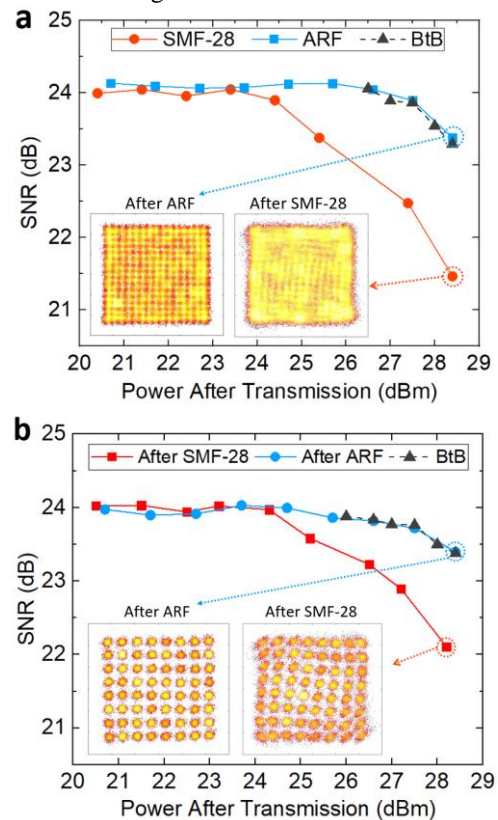 a
SMF-28 ARF BtB
25
24
23
22
21
SNR (dB)
After ARF After SMF-28
20 21 22 23 24 25 26 27 28 29
Power After Transmission (dBm)
b
After SMF-28 After ARF BtB
25
24
23
22
21
SNR (dB)
After ARF After SMF-28
20 21 22 23 24 25 26 27 28 29
Power After Transmission (dBm)